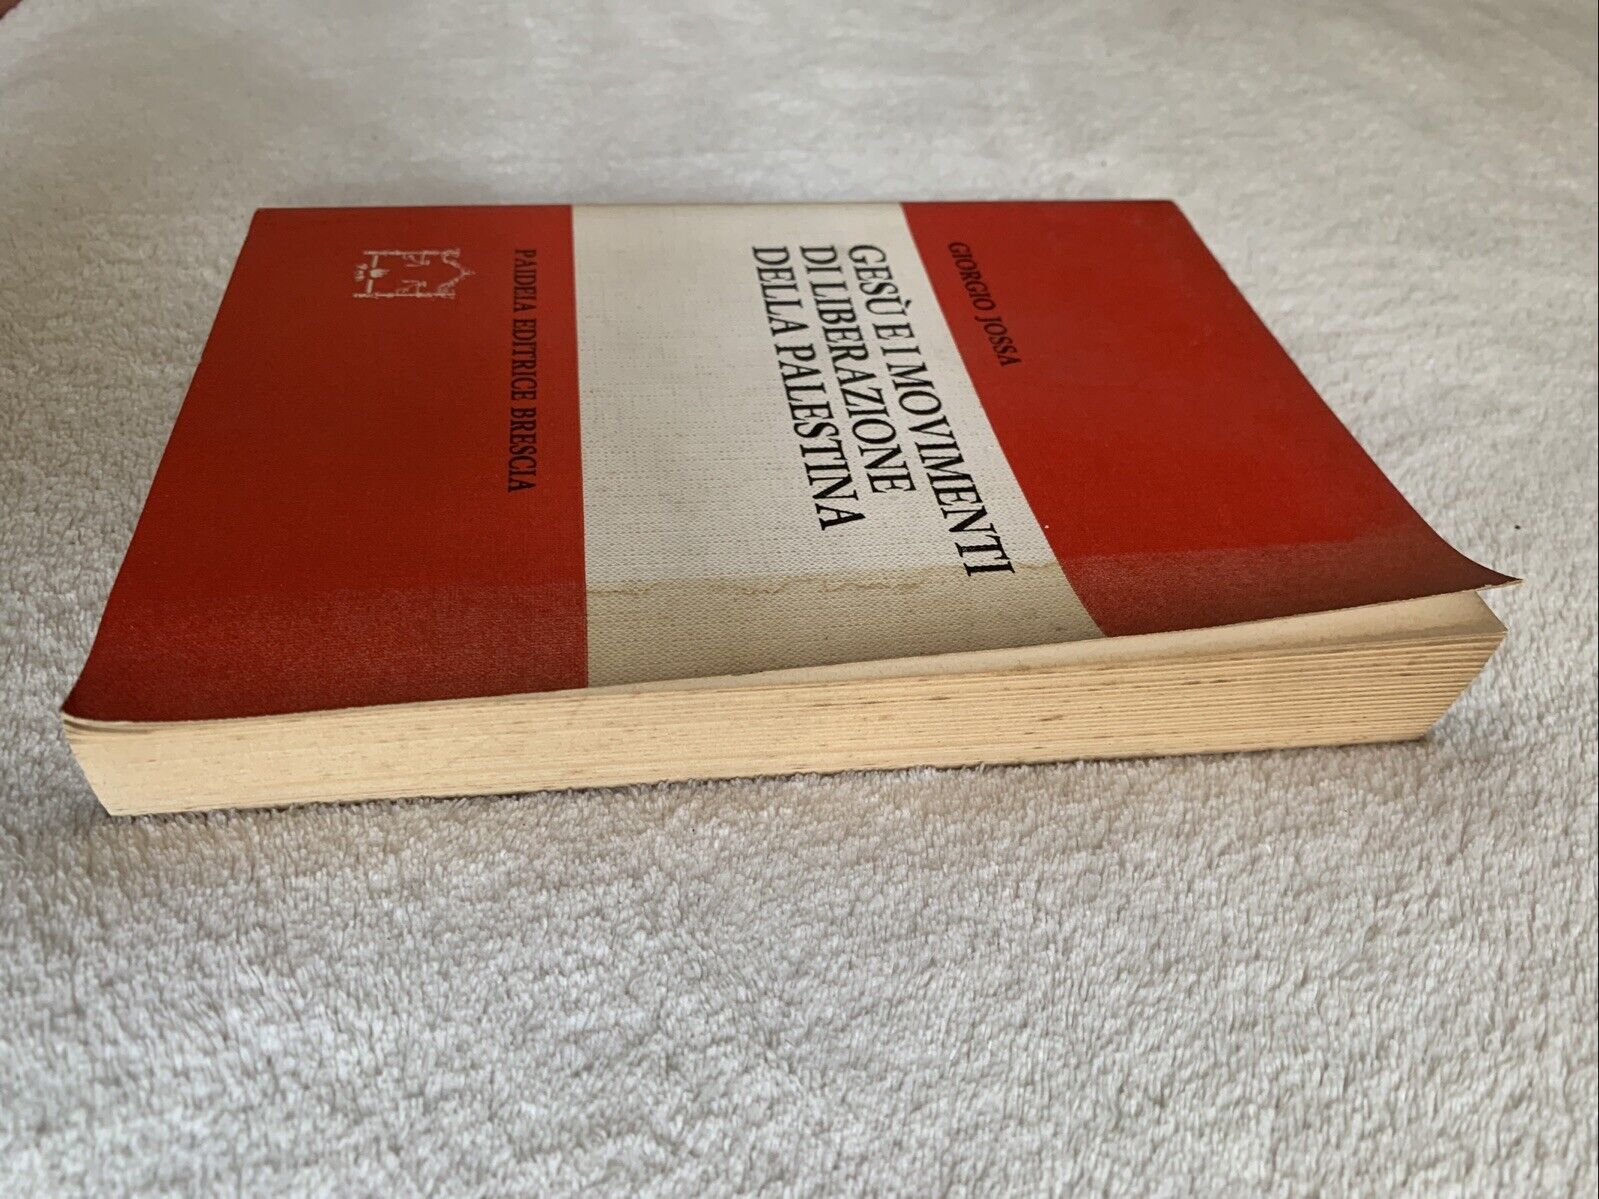 GIORGIO JOSSA
GESÙ E I MOVIMENTI
DI LIBERAZIONE
DELLA PALESTINA
PAIDEIA EDITRICE BRESCIA